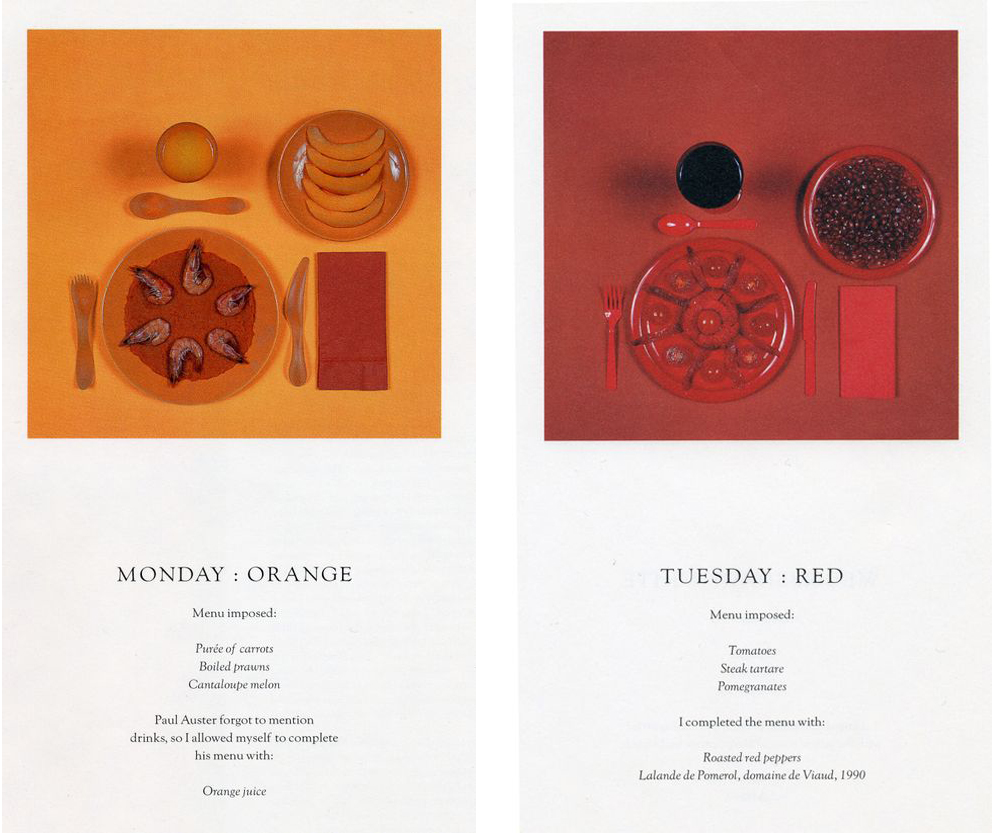 MONDAY : ORANGE
Menu imposed:
Purée of carrots
Boiled prawns
Cantaloupe melon
Paul Auster forgot to mention
drinks, so I allowed myself to complete
his menu with:
Orange juice
TUESDAY : RED
Menu imposed:
Tomatoes
Steak tartare
Pomegranates
I completed the menu with:
Roasted red peppers
Lalande de Pomerol, domaine de Viaud, 1990